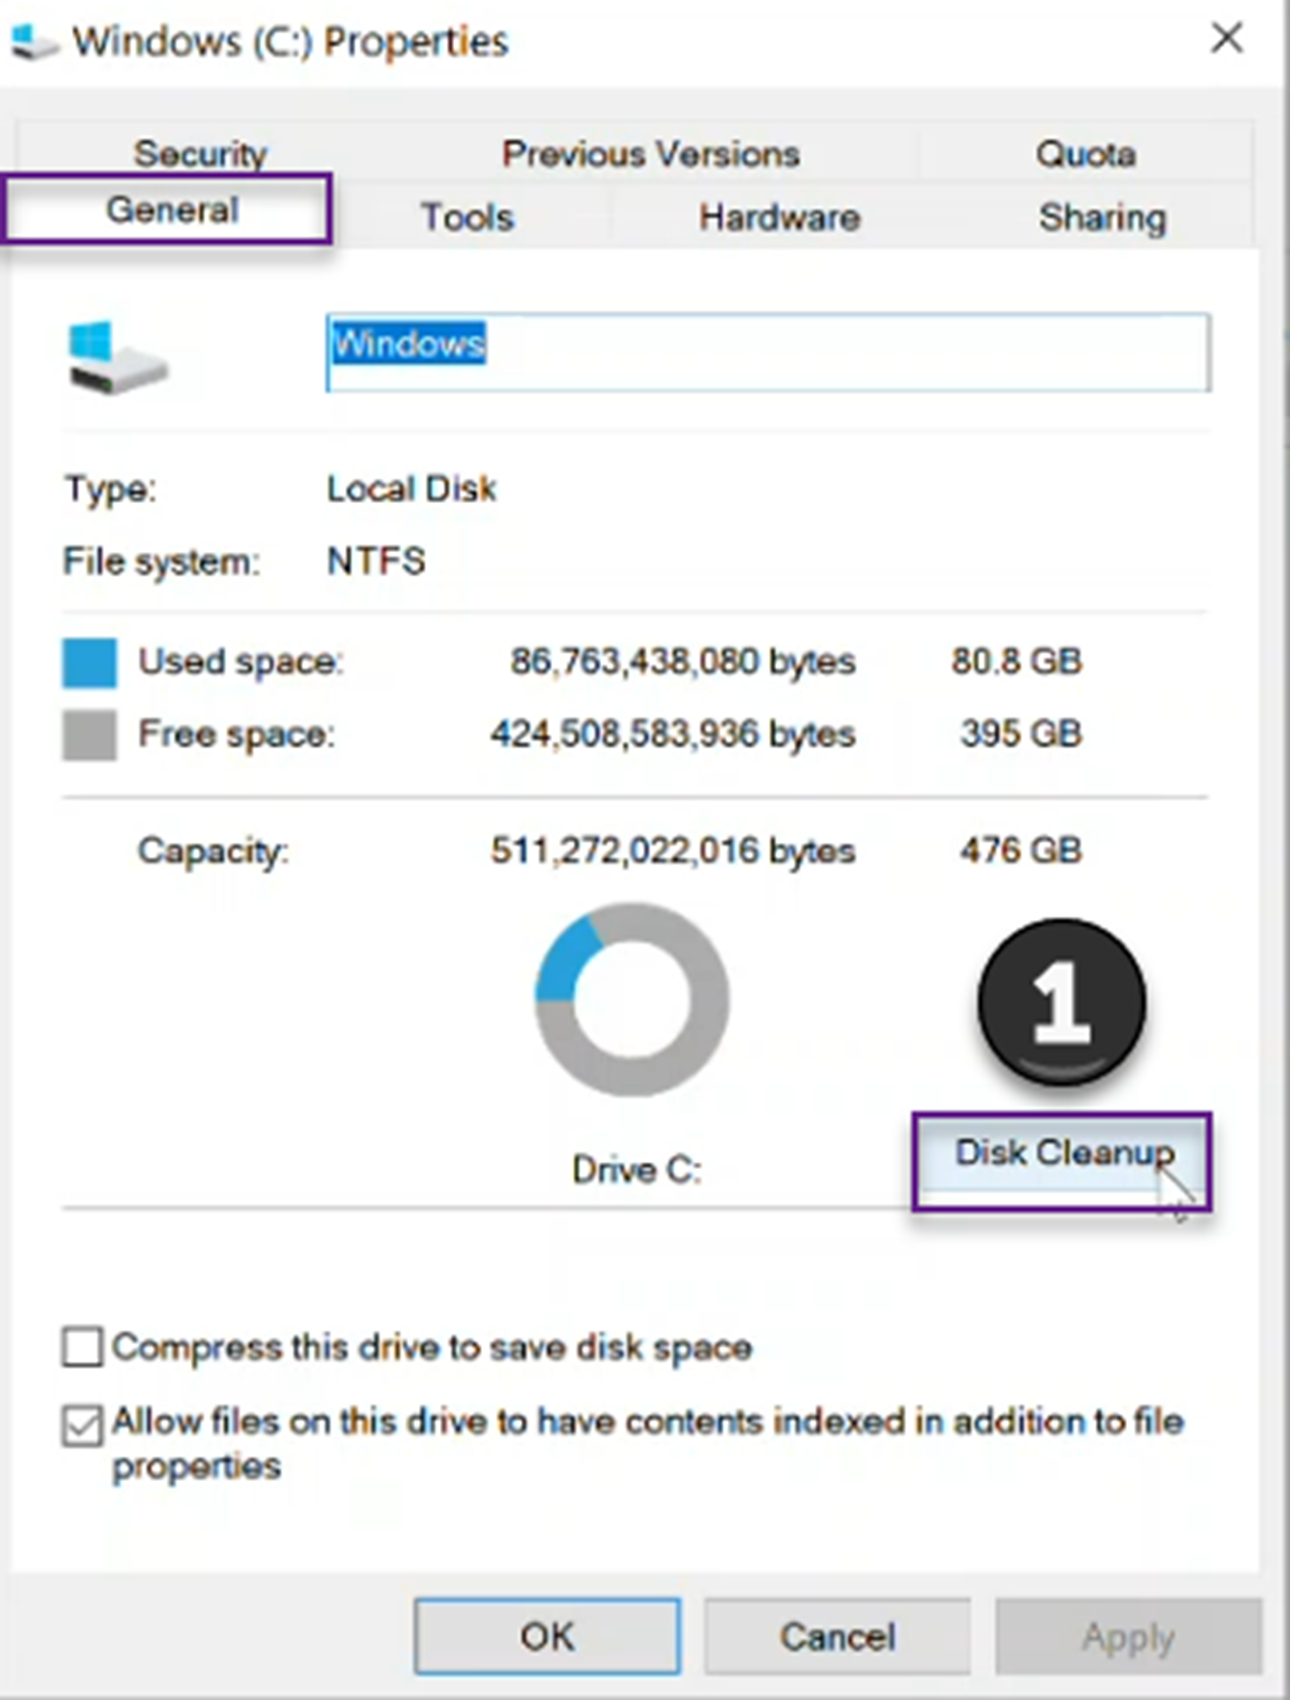 Windows (C:) Properties
Security Previous Versions Quota
General Tools Hardware Sharing
Windows
Type: Local Disk
File system: NTFS
Used space: 86,763,438,080 bytes 80.8 GB
Free space: 424,508,583,936 bytes 395 GB
Capacity: 511,272,022,016 bytes 476 GB
1
Drive C: Disk Cleanup
Compress this drive to save disk space
Allow files on this drive to have contents indexed in addition to file
properties
OK Cancel Apply